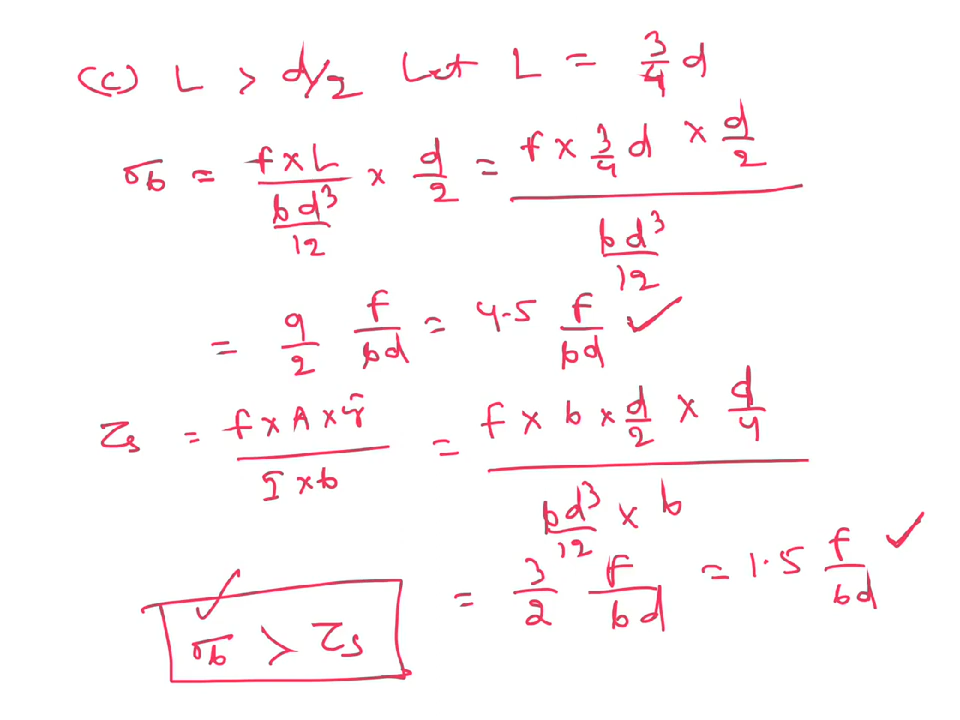 (c) L > d/2 Let L = 3/4 d
σb = (f×L)/(bd³/12) × d/2 = (f × 3/4 d × d/2)/(bd³/12)
= 9/2 f/bd = 4.5 f/bd ✓
τs = (f×A×ȳ)/(I×b) = (f × b × d/2 × d/4)/(bd³/12 × b)
= 3/2 f/bd = 1.5 f/bd ✓
✓ σb > τs